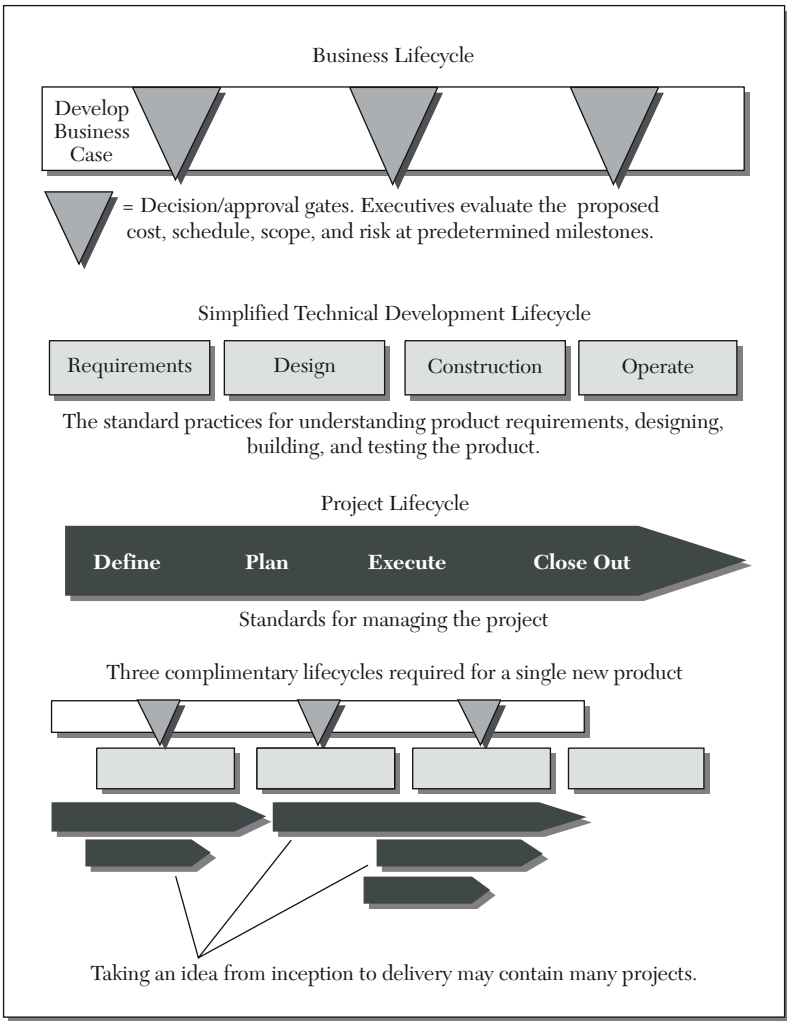 Business Lifecycle
Develop
Business
Case
= Decision/approval gates. Executives evaluate the proposed
cost, schedule, scope, and risk at predetermined milestones.
Simplified Technical Development Lifecycle
Requirements
Design
Construction
Operate
The standard practices for understanding product requirements, designing,
building, and testing the product.
Project Lifecycle
Define
Plan
Execute
Close Out
Standards for managing the project
Three complimentary lifecycles required for a single new product
Taking an idea from inception to delivery may contain many projects.